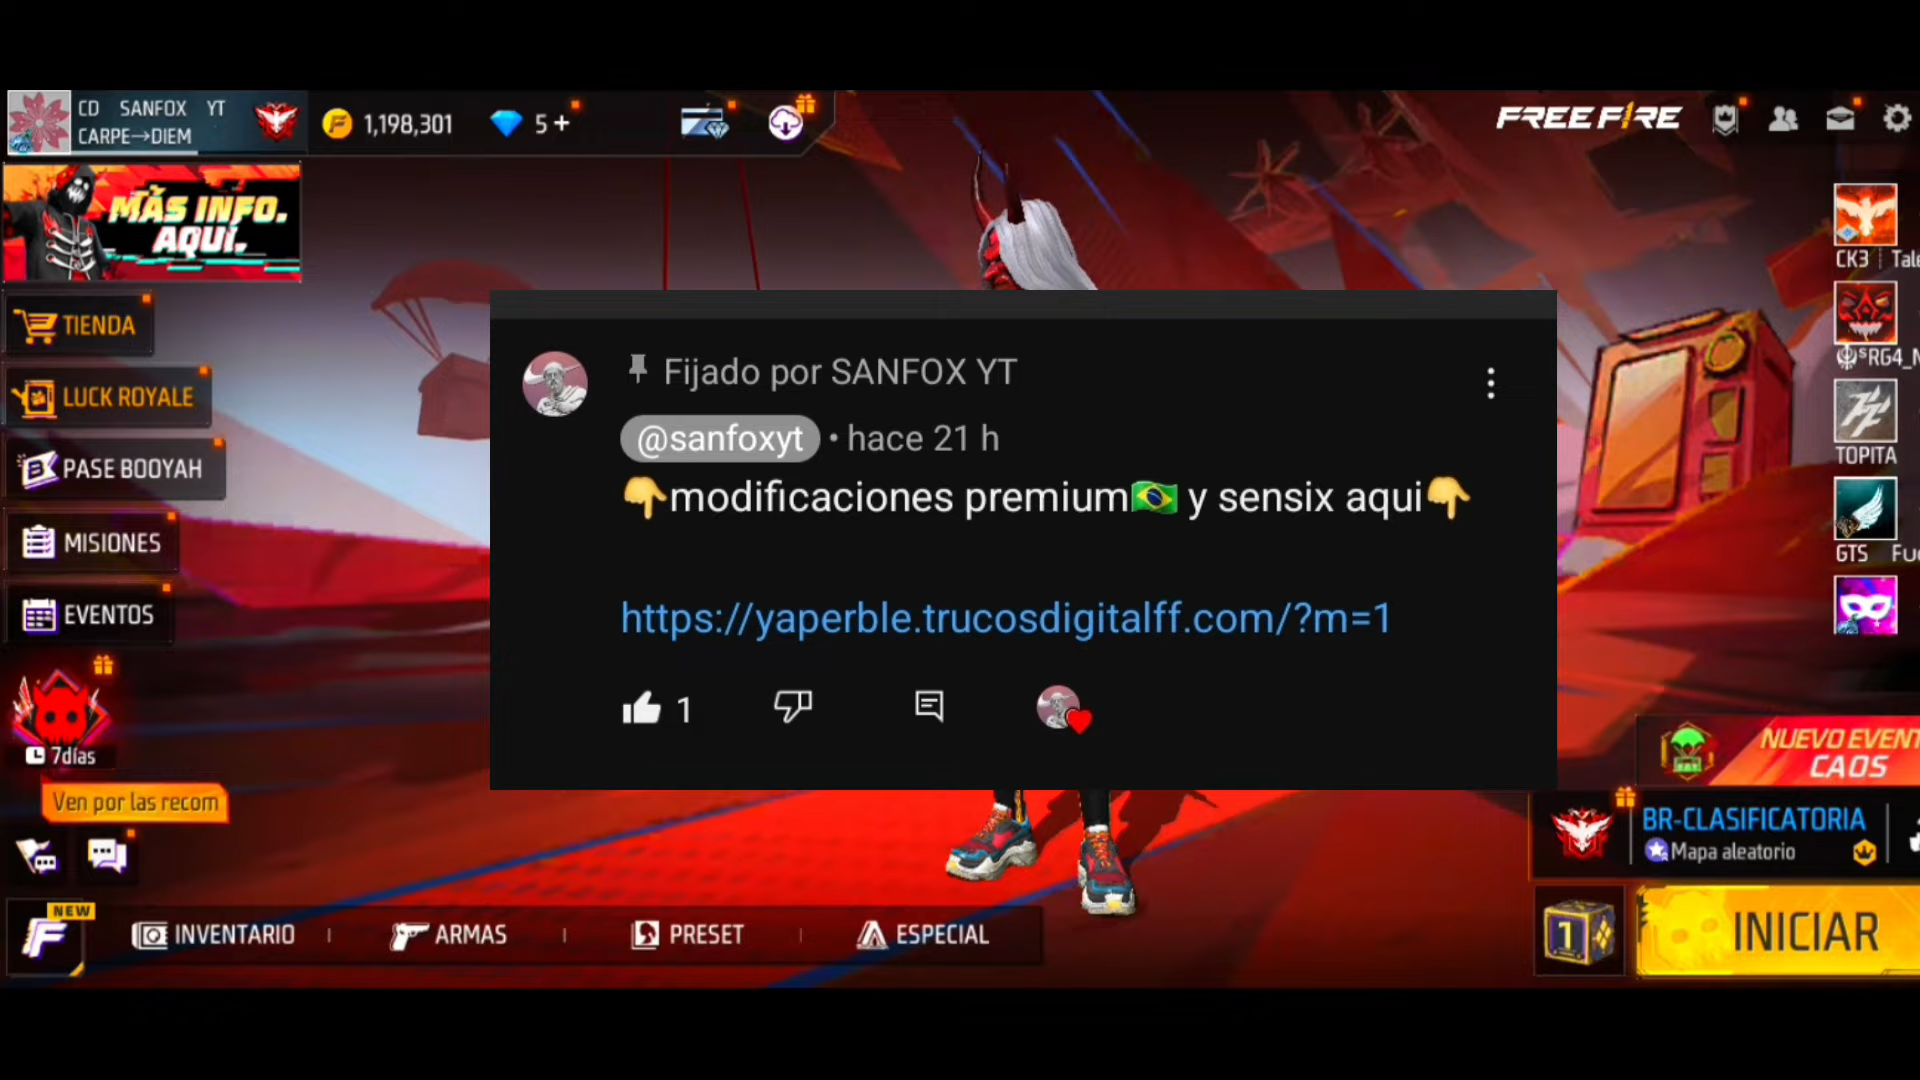 CD SANFOX YT
CARPE→DIEM
1,198,301
5 +
FREE FIRE
MÁS INFO.
AQUÍ.
TIENDA
LUCK ROYALE
PASE BOOYAH
MISIONES
EVENTOS
7días
Ven por las recom
NEW
INVENTARIO
ARMAS
PRESET
ESPECIAL
Fijado por SANFOX YT
@sanfoxyt • hace 21 h
👇modificaciones premium🇧🇷 y sensix aqui👇
https://yaperble.trucosdigitalff.com/?m=1
1
CK3
TOPITA
GTS
NUEVO
CAOS
BR-CLASIFICATORIA
Mapa aleatorio
1
INICIAR